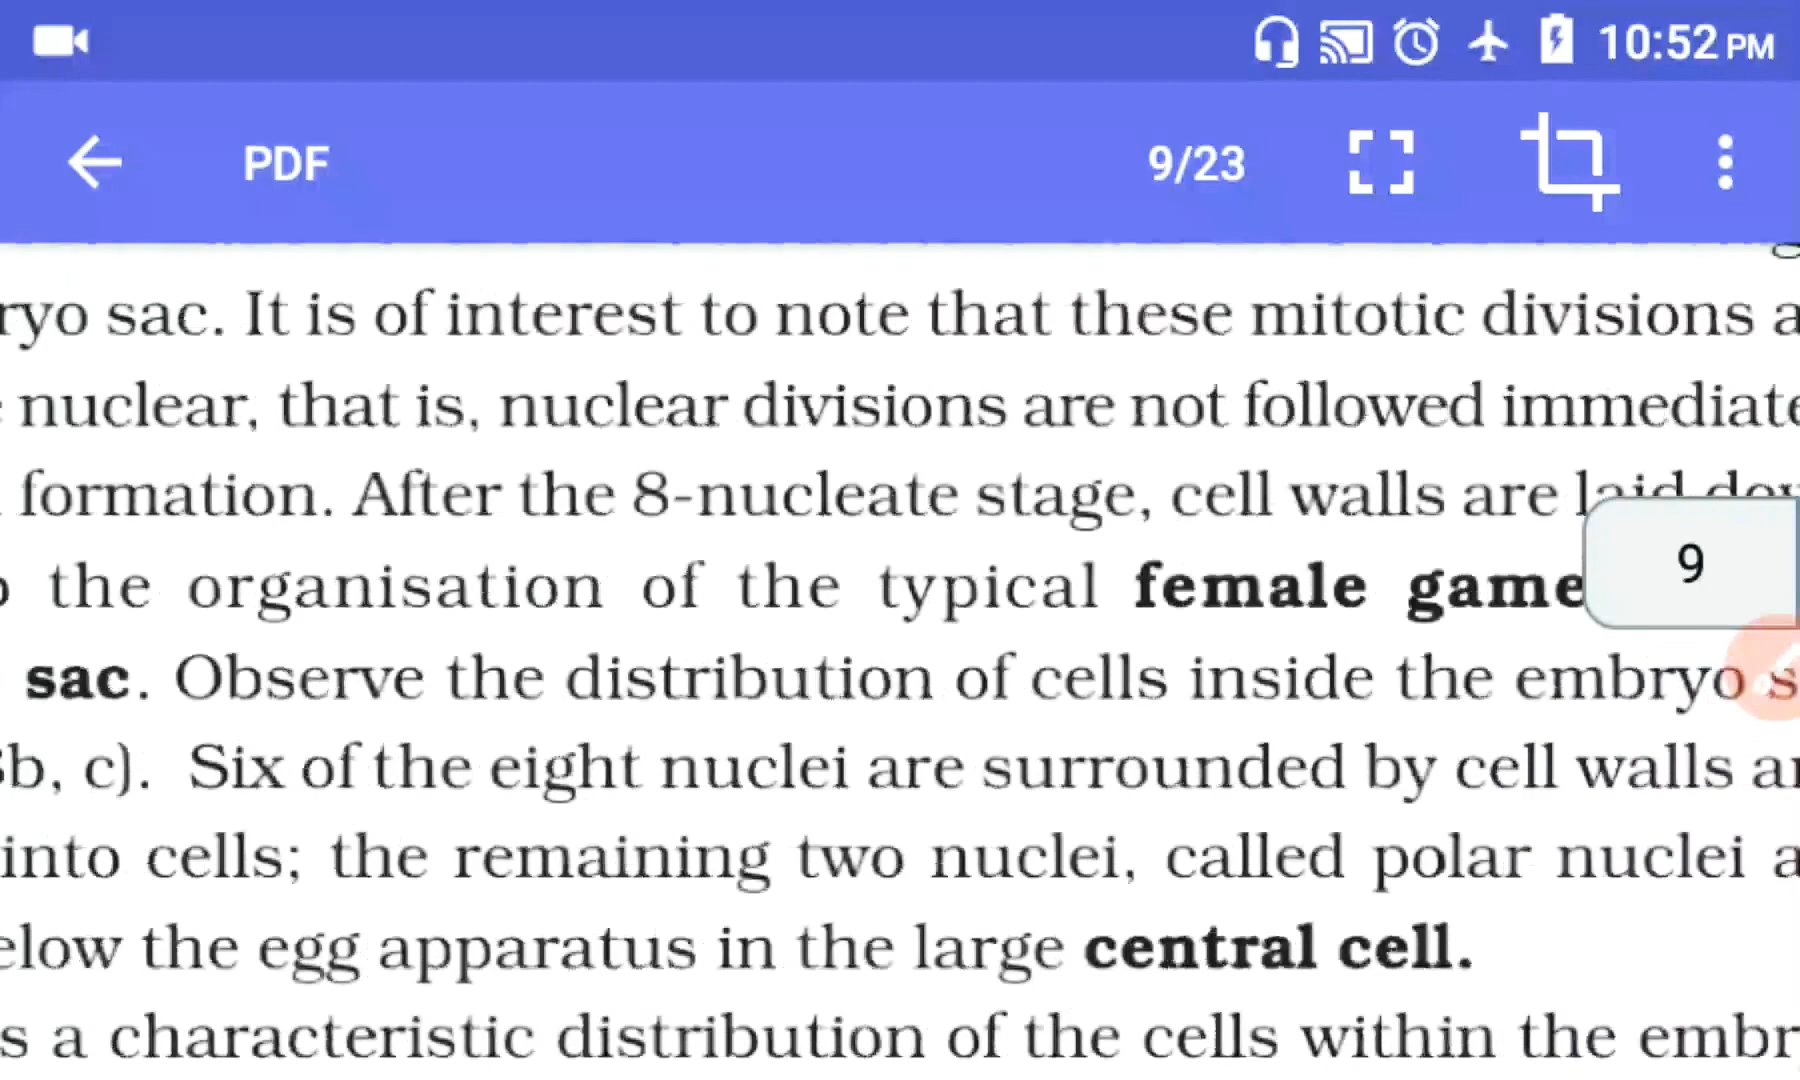 10:52 PM
PDF 9/23
ryo sac. It is of interest to note that these mitotic divisions a
nuclear, that is, nuclear divisions are not followed immediate
formation. After the 8-nucleate stage, cell walls are laid dow
the organisation of the typical female game
9
sac. Observe the distribution of cells inside the embryo s
b, c). Six of the eight nuclei are surrounded by cell walls an
into cells; the remaining two nuclei, called polar nuclei a
elow the egg apparatus in the large central cell.
s a characteristic distribution of the cells within the embr